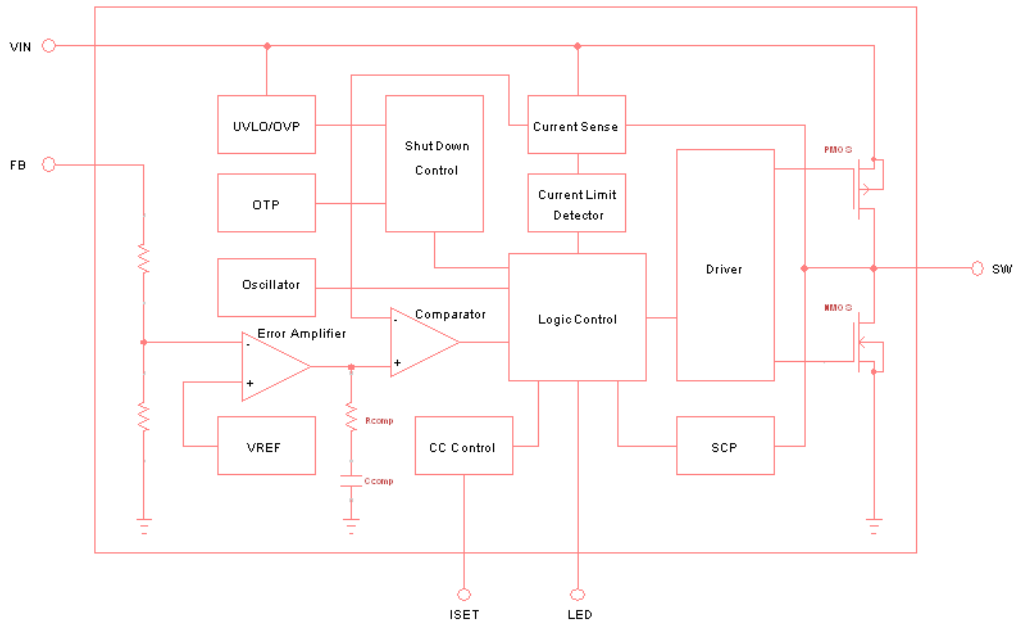 VIN
UVLO/OVP
Shut Down
Control
Current Sense
PMOS
FB
OTP
Current Limit
Detector
Oscillator
Driver
SW
Error Amplifier
Comparator
Logic Control
NMOS
-
+
-
+
VREF
Rcomp
Ccomp
CC Control
SCP
ISET
LED